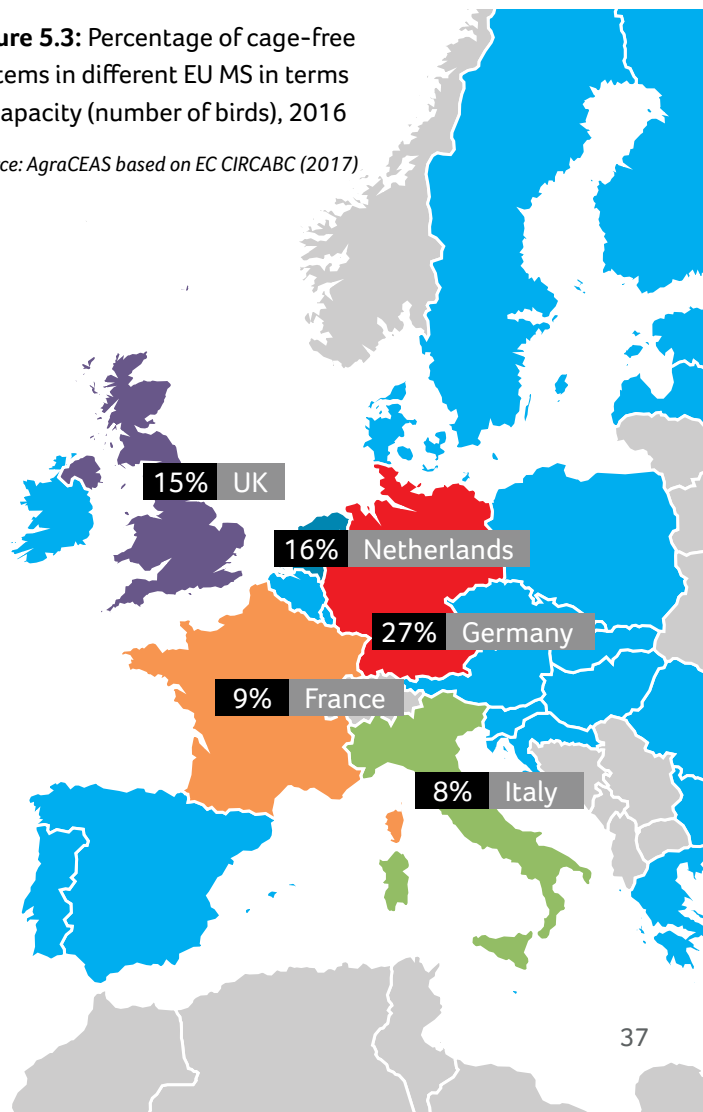 ure 5.3: Percentage of cage-free
tems in different EU MS in terms
apacity (number of birds), 2016
ce: AgraCEAS based on EC CIRCABC (2017)
15% UK
16% Netherlands
27% Germany
9% France
8% Italy
37